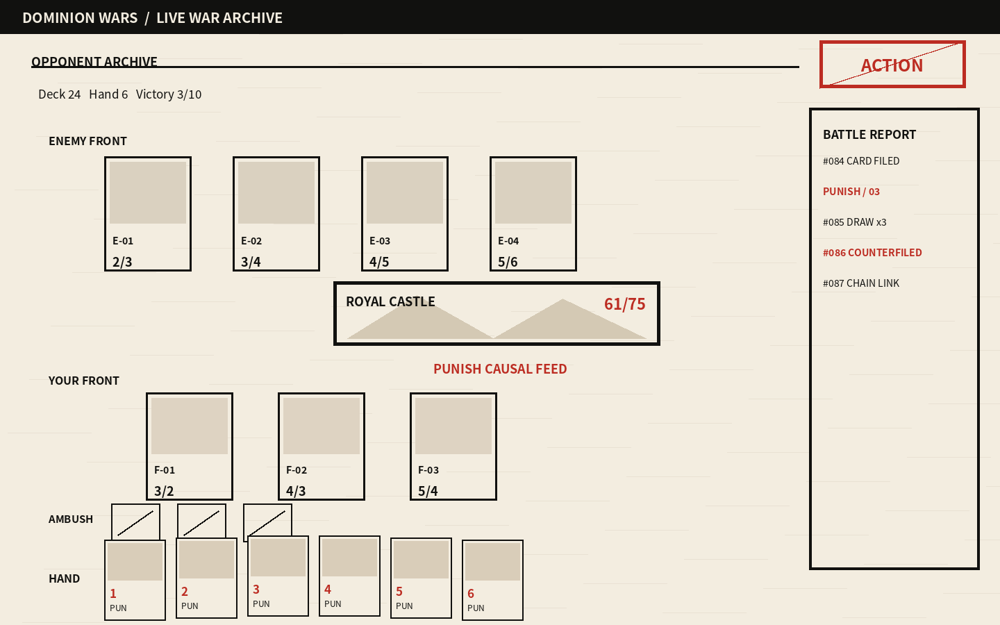 DOMINION WARS / LIVE WAR ARCHIVE
OPPONENT ARCHIVE
ACTION
Deck 24 Hand 6 Victory 3/10
ENEMY FRONT
E-01
2/3
E-02
3/4
E-03
4/5
E-04
5/6
ROYAL CASTLE
61/75
PUNISH CAUSAL FEED
YOUR FRONT
F-01
3/2
F-02
4/3
F-03
5/4
AMBUSH
HAND
1
PUN
2
PUN
3
PUN
4
PUN
5
PUN
6
PUN
BATTLE REPORT
#084 CARD FILED
PUNISH / 03
#085 DRAW x3
#086 COUNTERFILED
#087 CHAIN LINK